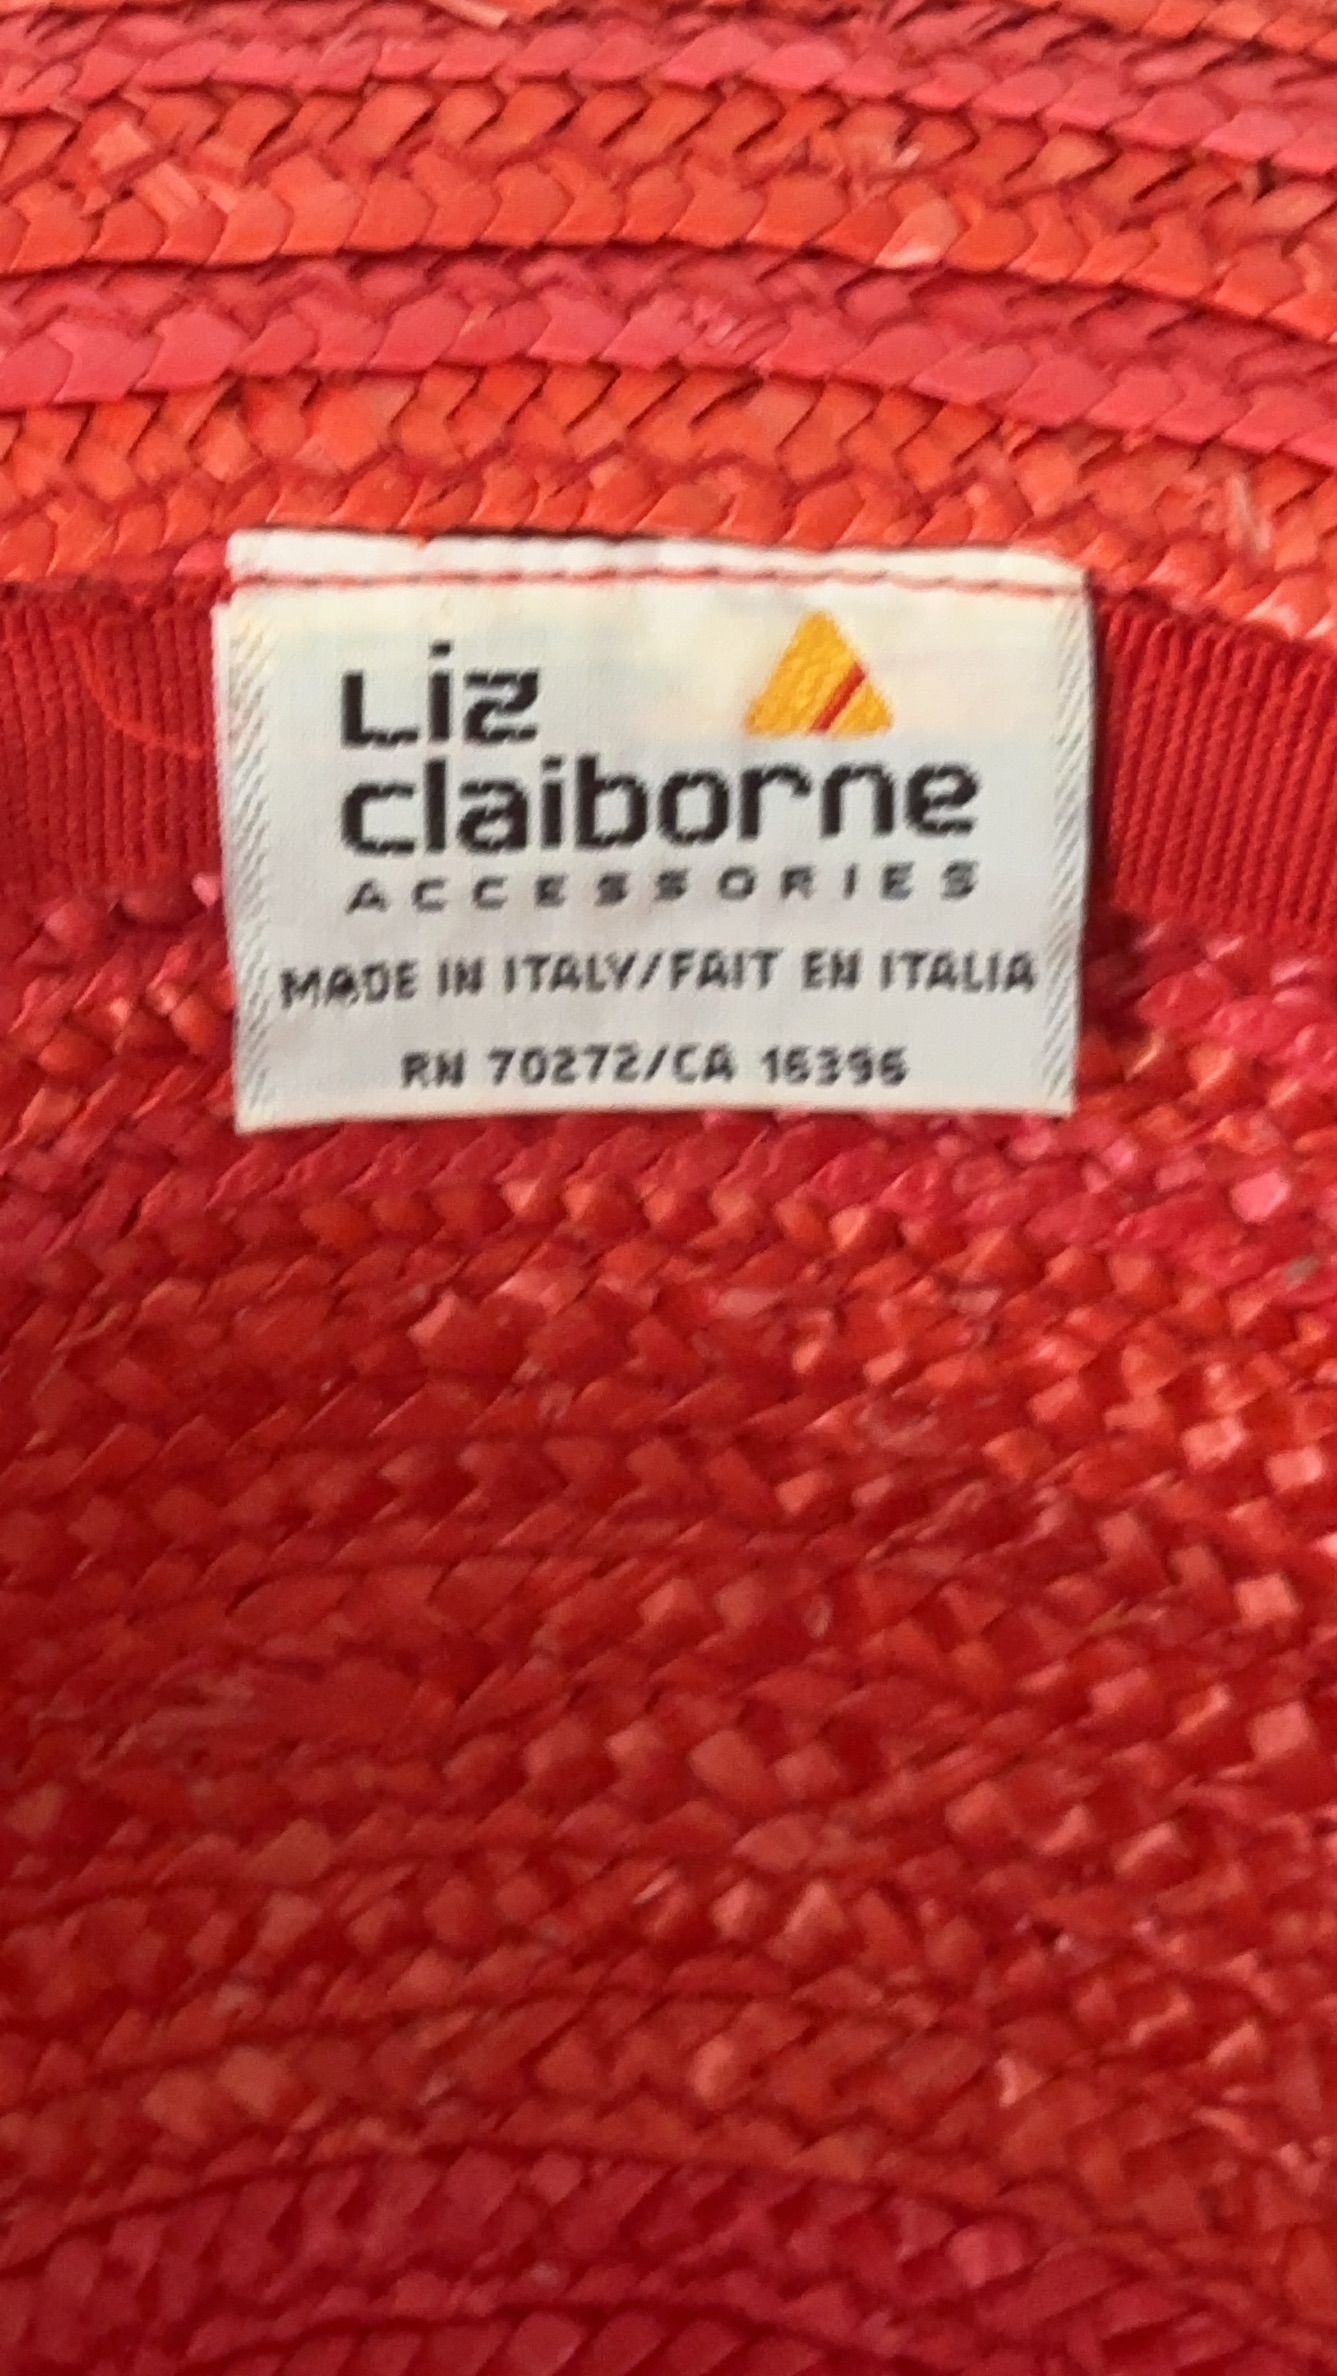 Liz
claiborne
ACCESSORIES
MADE IN ITALY/FAIT EN ITALIA
RN 70272/CA 16396